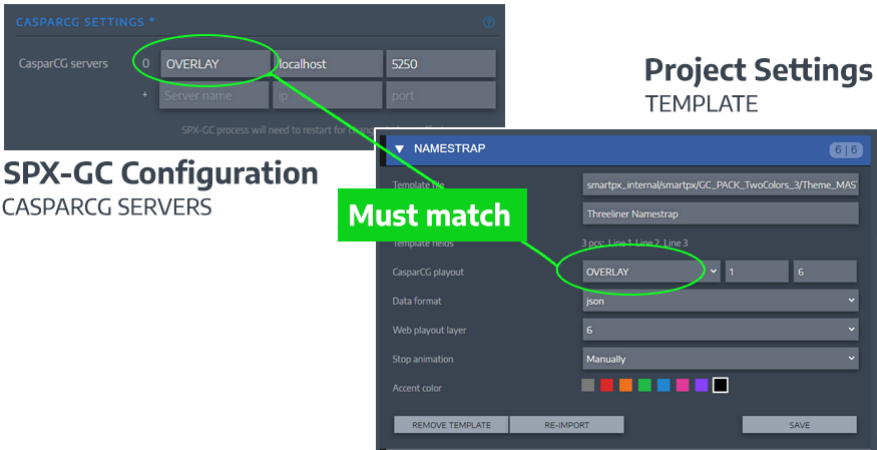 CASPARCG SETTINGS *
CasparCG servers 0 OVERLAY localhost 5250
+ Server name ip port
SPX-GC process will need to restart for
SPX-GC Configuration
CASPARCG SERVERS
Project Settings
TEMPLATE
NAMESTRAP 6 | 6
Template file smartpx_internal/smartpx/GC_PACK_TwoColors_3/Theme_MAS
Threeliner Namestrap
Must match
Template fields 3 pcs: Line 1 Line 2 Line 3
CasparCG playout OVERLAY 1 6
Data format json
Web playout layer 6
Stop animation Manually
Accent color
REMOVE TEMPLATE RE-IMPORT SAVE